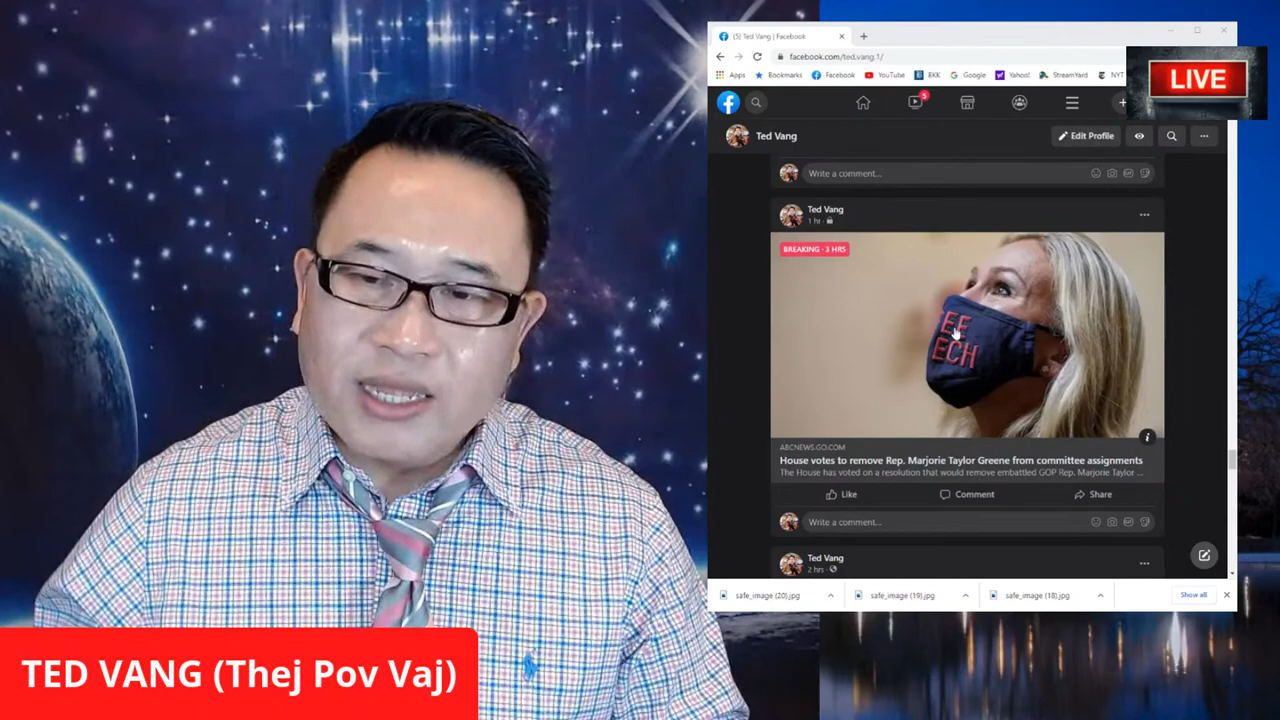 (5) Ted Vang | Facebook
facebook.com/ted.vang.1/
Apps Bookmarks Facebook YouTube BKK Google Yahoo! StreamYard NYT
LIVE
5
Ted Vang
Edit Profile
Write a comment...
Ted Vang
1 hr
BREAKING · 3 HRS
EE
ECH
ABCNEWS.GO.COM
House votes to remove Rep. Marjorie Taylor Greene from committee assignments
The House has voted on a resolution that would remove embattled GOP Rep. Marjorie Taylor ...
Like Comment Share
Write a comment...
Ted Vang
2 hrs
safe_image (20).jpg safe_image (19).jpg safe_image (18).jpg Show all
TED VANG (Thej Pov Vaj)